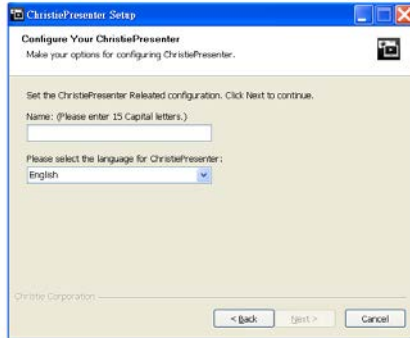 ChristiePresenter Setup
Configure Your ChristiePresenter
Make your options for configuring ChristiePresenter.
Set the ChristiePresenter Releated configuration. Click Next to continue.
Name: (Please enter 15 Capital letters.)
Please select the language for ChristiePresenter:
English
Christie Corporation
< Back Next > Cancel